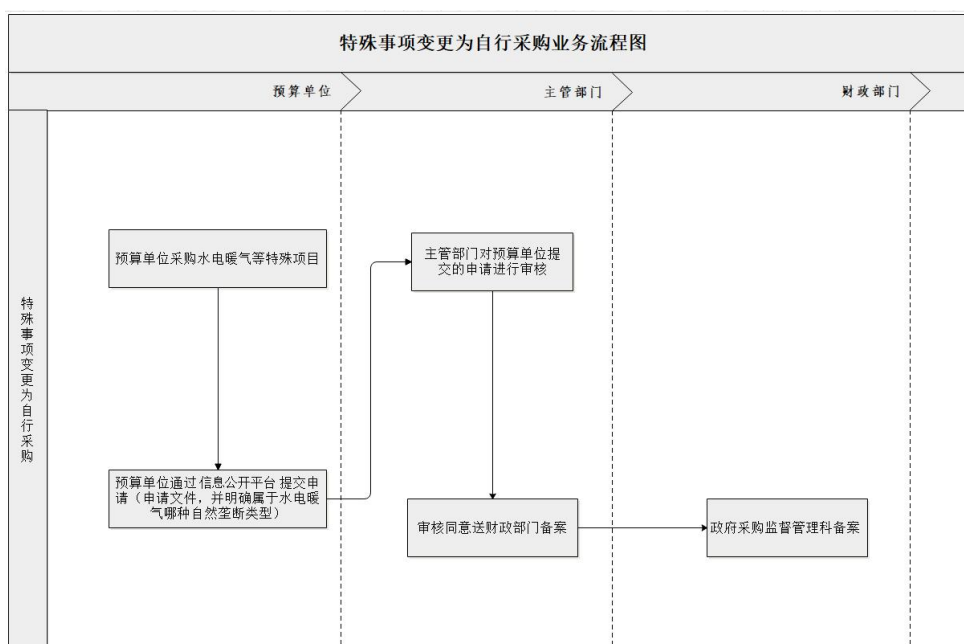 特殊事项变更为自行采购业务流程图
预算单位
主管部门
财政部门
特殊事项变更为自行采购
预算单位采购水电暖气等特殊项目
主管部门对预算单位提
交的申请进行审核
预算单位通过 信息公开平台 提交申
请（申请文件，并明确属于水电暖
气哪种自然垄断类型）
审核同意送财政部门备案
政府采购监督管理科备案